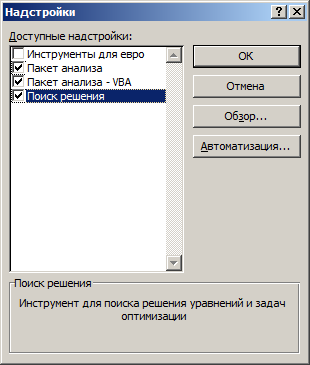 Надстройки
Доступные надстройки:
Инструменты для евро
Пакет анализа
Пакет анализа - VBA
Поиск решения
ОК
Отмена
Обзор...
Автоматизация...
Поиск решения
Инструмент для поиска решения уравнений и задач
оптимизации